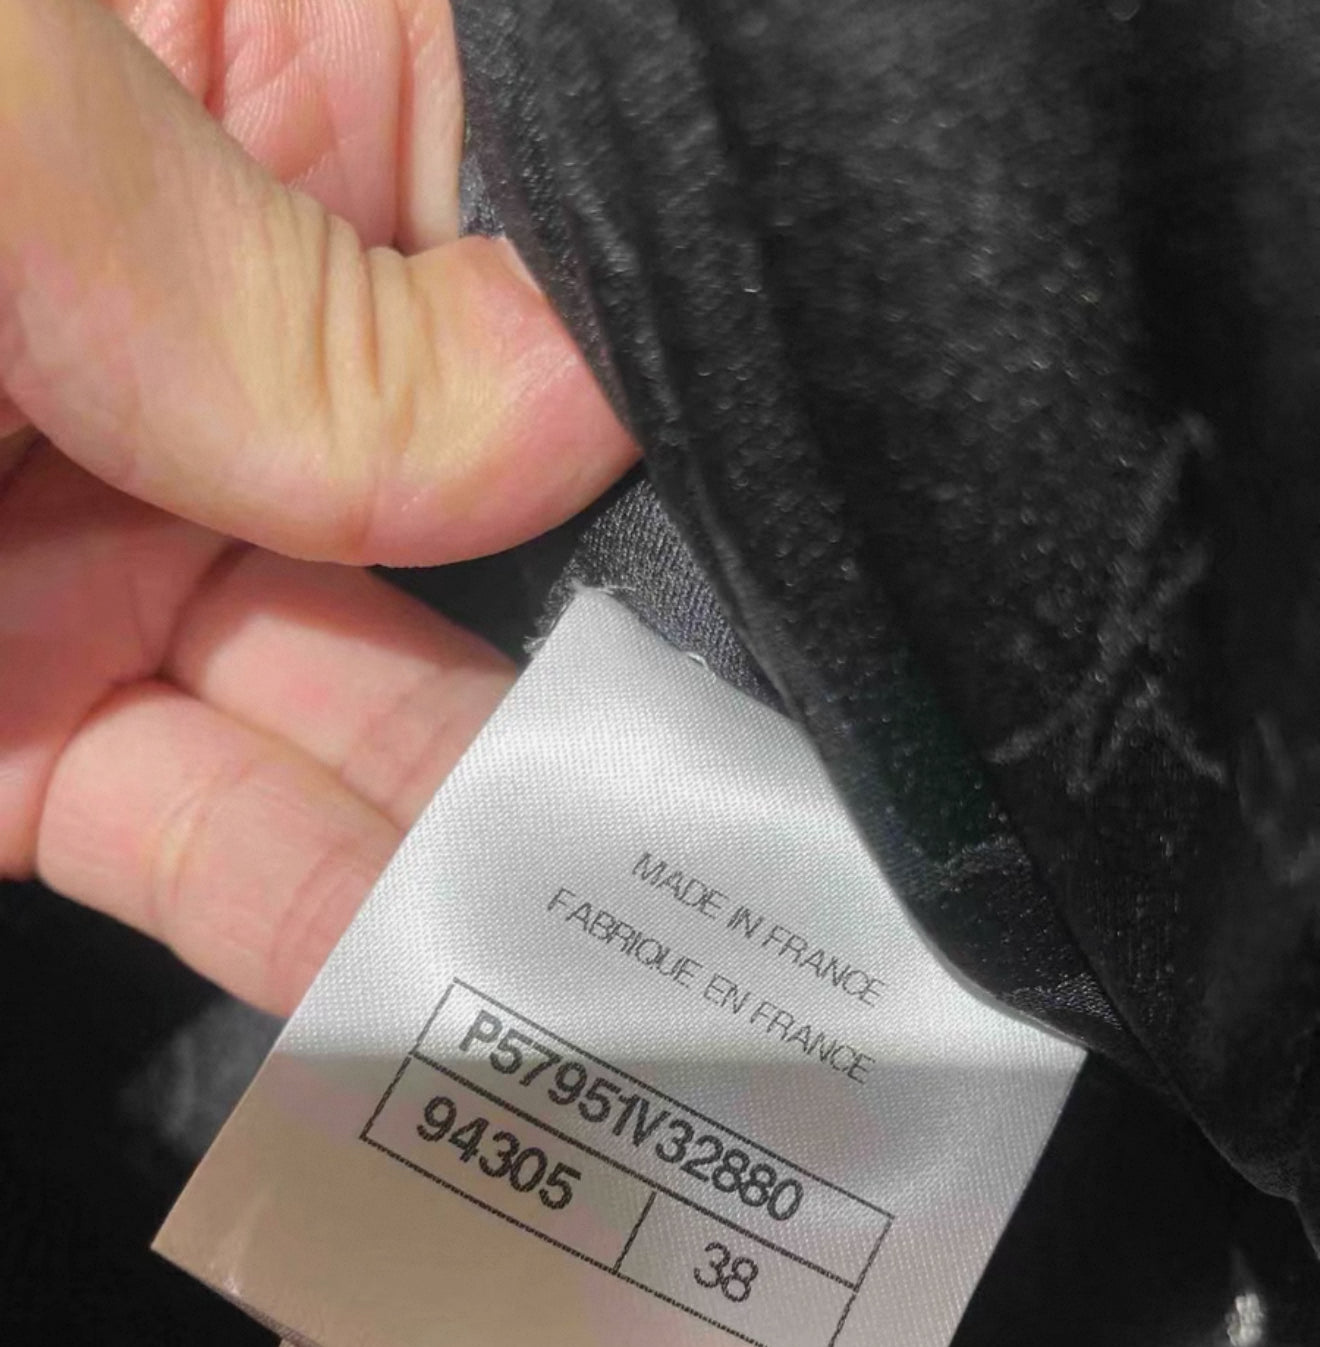 MADE IN FRANCE
FABRIQUE EN FRANCE
P57951V32880
94305
38